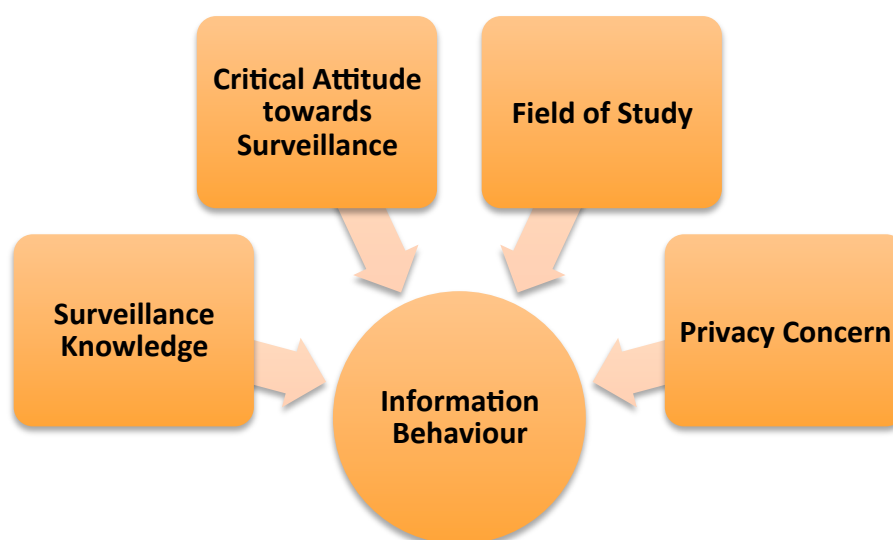 Critical Attitude
towards
Surveillance
Field of Study
Surveillance
Knowledge
Privacy Concern
Information
Behaviour